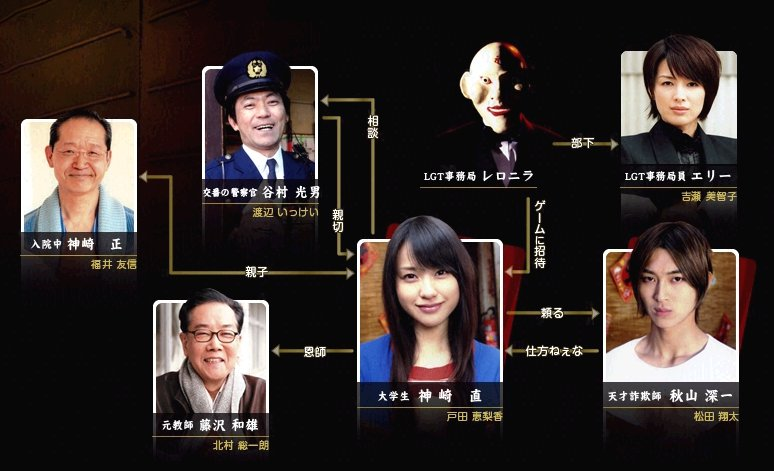 相談
部下
LGT事務局 レロニラ
LGT事務局員 エリー
吉瀬 美智子
交番の警察官 谷村 光男
渡辺 いっけい
親切
ゲームに招待
入院中 神崎 正
福井 友信
親子
頼る
恩師
仕方ねぇな
大学生 神崎 直
戸田 恵梨香
天才詐欺師 秋山 深一
松田 翔太
元教師 藤沢 和雄
北村 総一朗